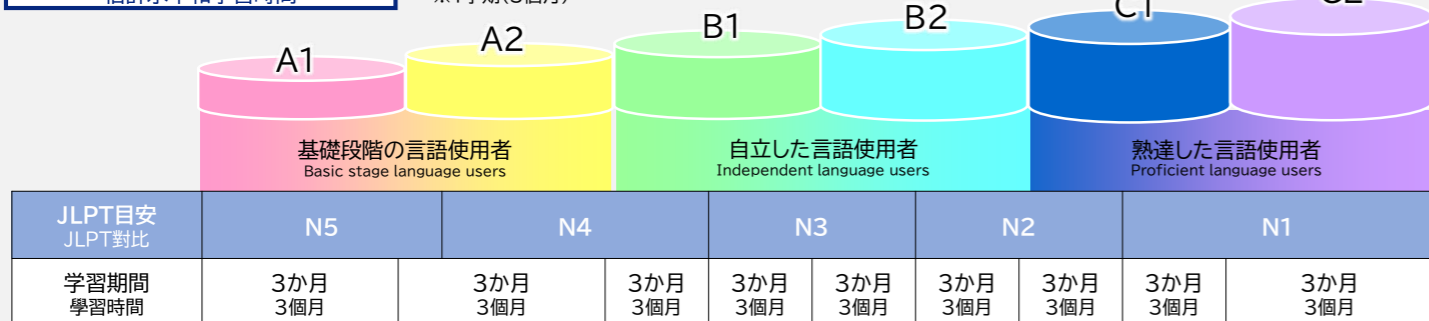 A1
A2
B1
B2
C1
基礎段階の言語使用者
Basic stage language users
自立した言語使用者
Independent language users
熟達した言語使用者
Proficient language users
JLPT目安
JLPT對比
N5
N4
N3
N2
N1
学習期間
學習時間
3か月
3個月
3か月
3個月
3か月
3個月
3か月
3個月
3か月
3個月
3か月
3個月
3か月
3個月
3か月
3個月
3か月
3個月